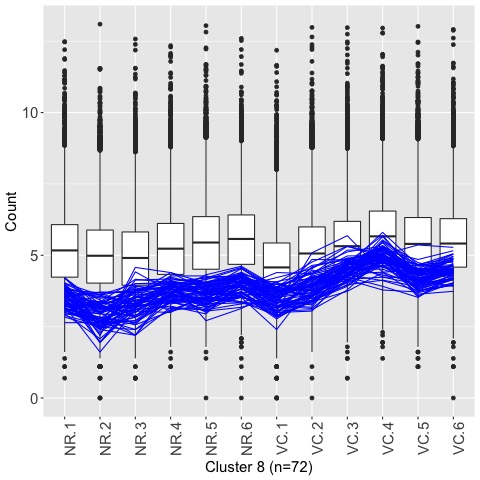 10
5
0
Count
NR.1
NR.2
NR.3
NR.4
NR.5
NR.6
VC.1
VC.2
VC.3
VC.4
VC.5
VC.6
Cluster 8 (n=72)